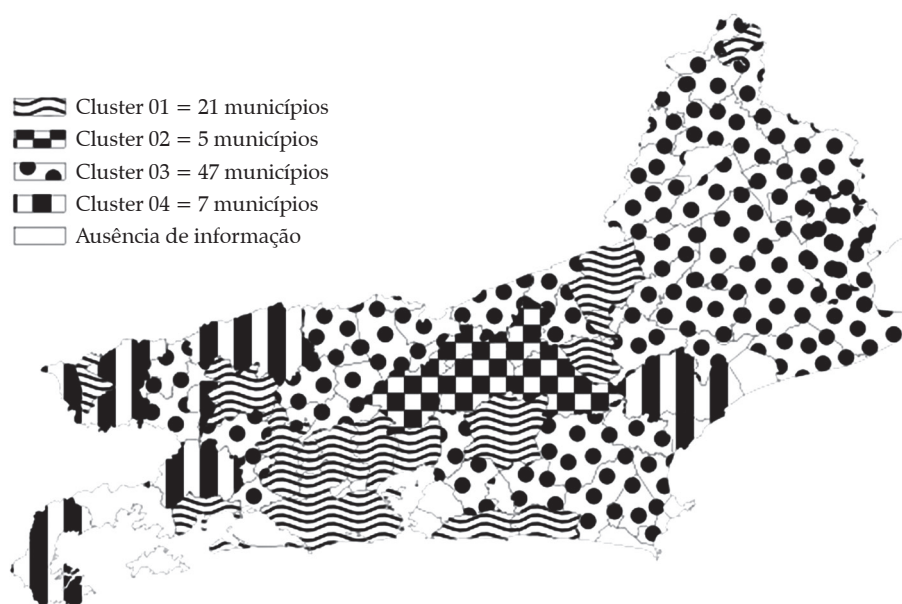 Cluster 01 = 21 municípios
Cluster 02 = 5 municípios
Cluster 03 = 47 municípios
Cluster 04 = 7 municípios
Ausência de informação